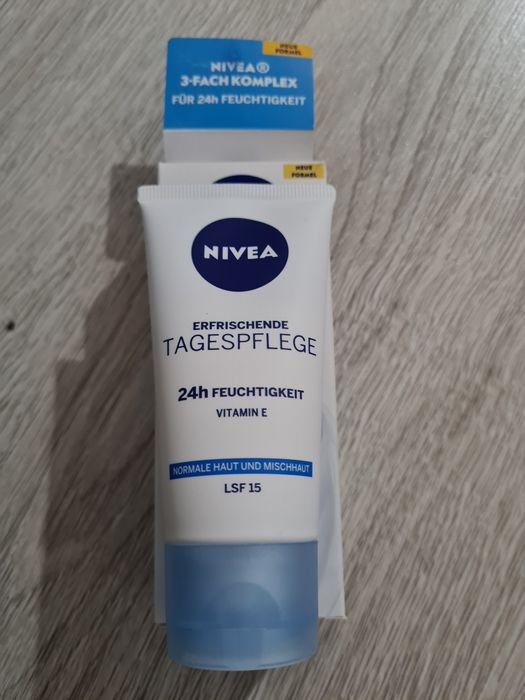 NEUE
FORMEL
NIVEA®
3-FACH KOMPLEX
FÜR 24h FEUCHTIGKEIT
NEUE
FORMEL
NIVEA
ERFRISCHENDE
TAGESPFLEGE
24h FEUCHTIGKEIT
VITAMIN E
NORMALE HAUT UND MISCHHAUT
LSF 15